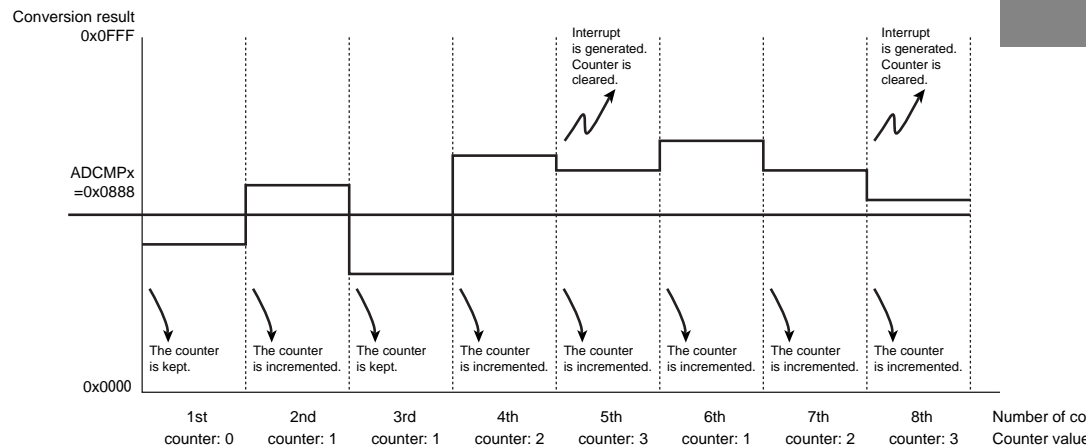 Conversion result
0x0FFF
Interrupt
is generated.
Counter is
cleared.
Interrupt
is generated.
Counter is
cleared.
ADCMPx
=0x0888
The counter
is kept.
The counter
is incremented.
The counter
is kept.
The counter
is incremented.
The counter
is incremented.
The counter
is incremented.
The counter
is incremented.
The counter
is incremented.
0x0000
1st 2nd 3rd 4th 5th 6th 7th 8th Number of co
counter: 0 counter: 1 counter: 1 counter: 2 counter: 3 counter: 1 counter: 2 counter: 3 Counter value